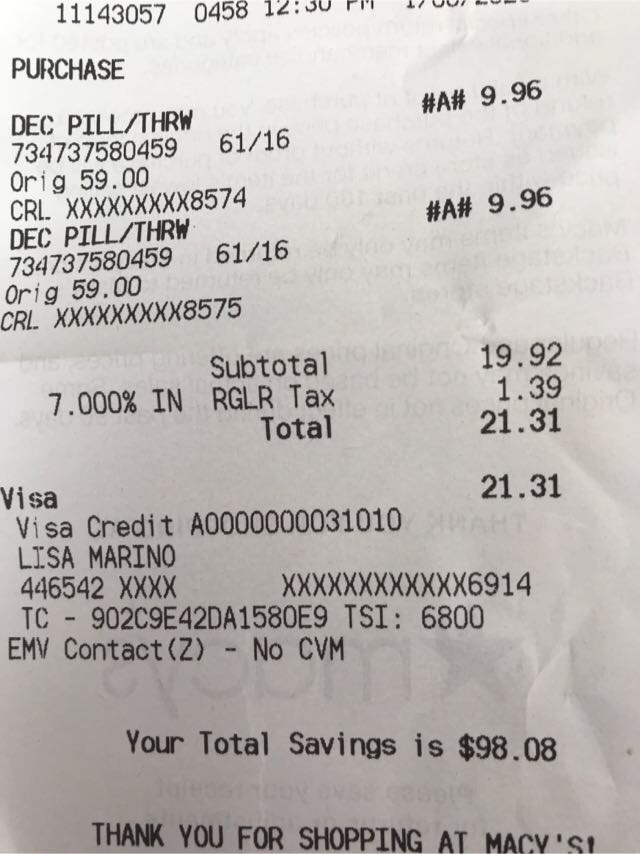 11143057 0458 12:30 PM
PURCHASE
DEC PILL/THRW #A# 9.96
734737580459 61/16
Orig 59.00
CRL XXXXXXXXX8574
DEC PILL/THRW #A# 9.96
734737580459 61/16
Orig 59.00
CRL XXXXXXXXX8575
Subtotal 19.92
7.000% IN RGLR Tax 1.39
Total 21.31
Visa 21.31
Visa Credit A0000000031010
LISA MARINO
446542 XXXX XXXXXXXXXXXX6914
TC - 902C9E42DA1580E9 TSI: 6800
EMV Contact(Z) - No CVM
Your Total Savings is $98.08
THANK YOU FOR SHOPPING AT MACY'S!